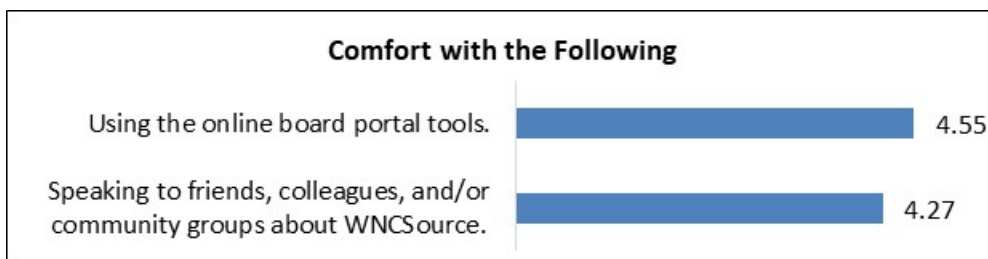 Comfort with the Following
Using the online board portal tools.
4.55
Speaking to friends, colleagues, and/or
community groups about WNCSource.
4.27